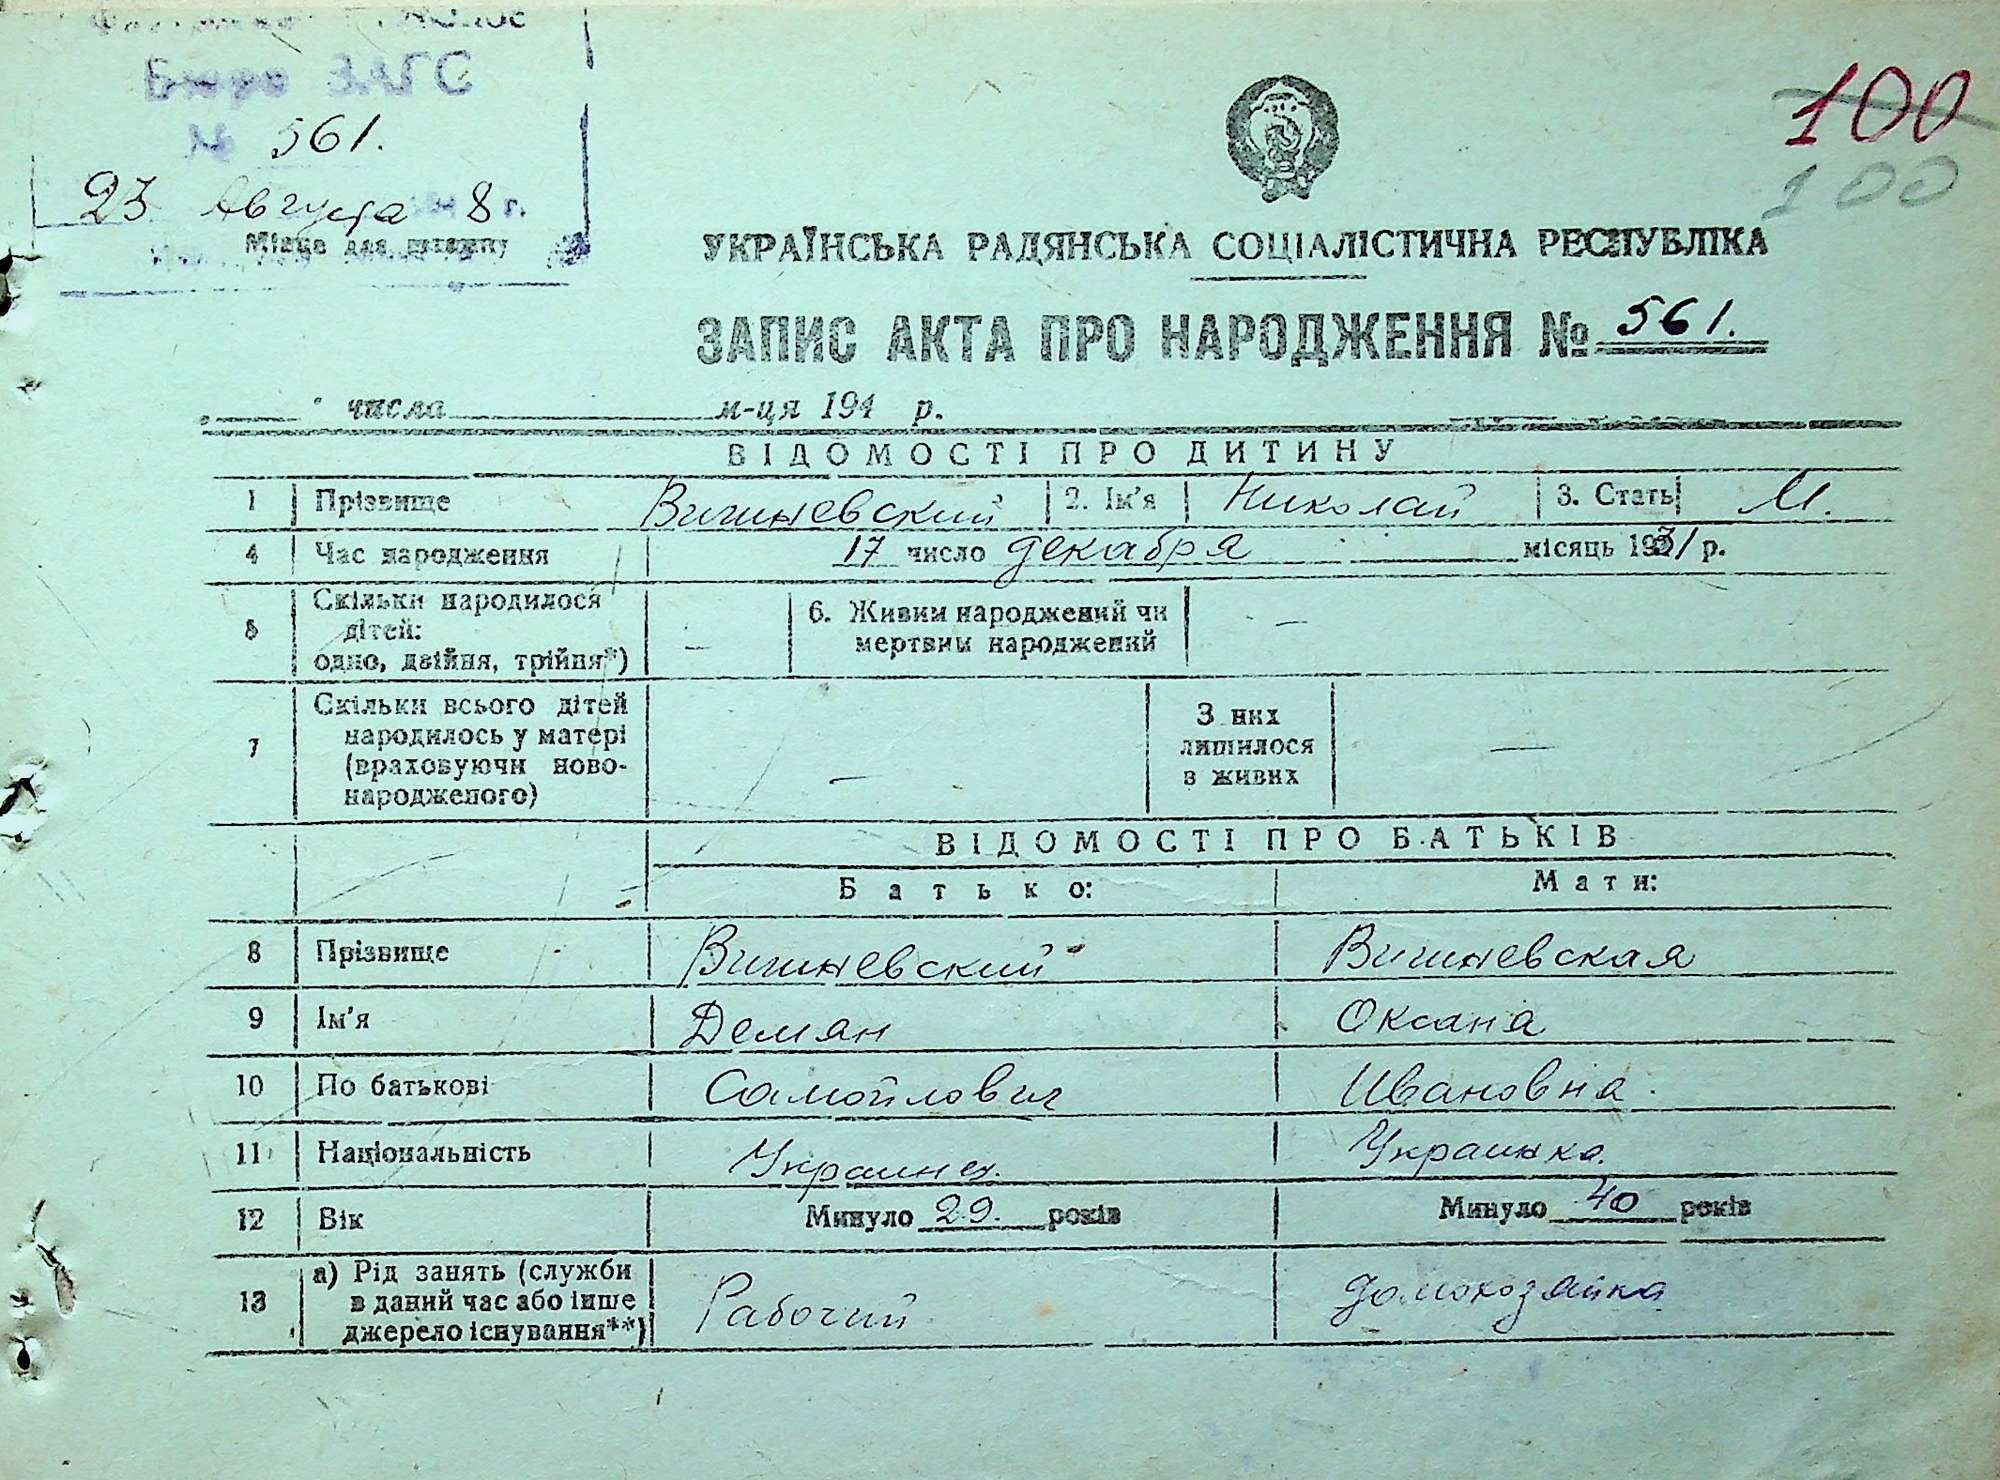 Бюро ЗАГС
№ 561.
23 Августа 8 г.
Місце для штампу
100
100
УКРАЇНСЬКА РАДЯНСЬКА СОЦІАЛІСТИЧНА РЕСПУБЛІКА
ЗАПИС АКТА ПРО НАРОДЖЕННЯ № 561.
числа м-ця 194 р.
ВІДОМОСТІ ПРО ДИТИНУ
1 Прізвище Вишневский 2. Ім'я Николай 3. Стать М.
4 Час народження 17 число декабря місяць 1931 р.
5 Скільки народилося дітей: одно, двійня, трійня*) — 6. Живим народжений чи мертвим народжений —
7 Скільки всього дітей народилось у матері (враховуючи ново-народженого) — З них лишилося в живих —
ВІДОМОСТІ ПРО БАТЬКІВ
Батько: Мати:
8 Прізвище Вишневский Вишневская
9 Ім'я Демян Оксана
10 По батькові Самойлович Ивановна.
11 Національність Украинец. Украинка.
12 Вік Минуло 29. років Минуло 40 років
13 а) Рід занять (служби в даний час або інше джерело існування**) Рабочий Домохозяйка